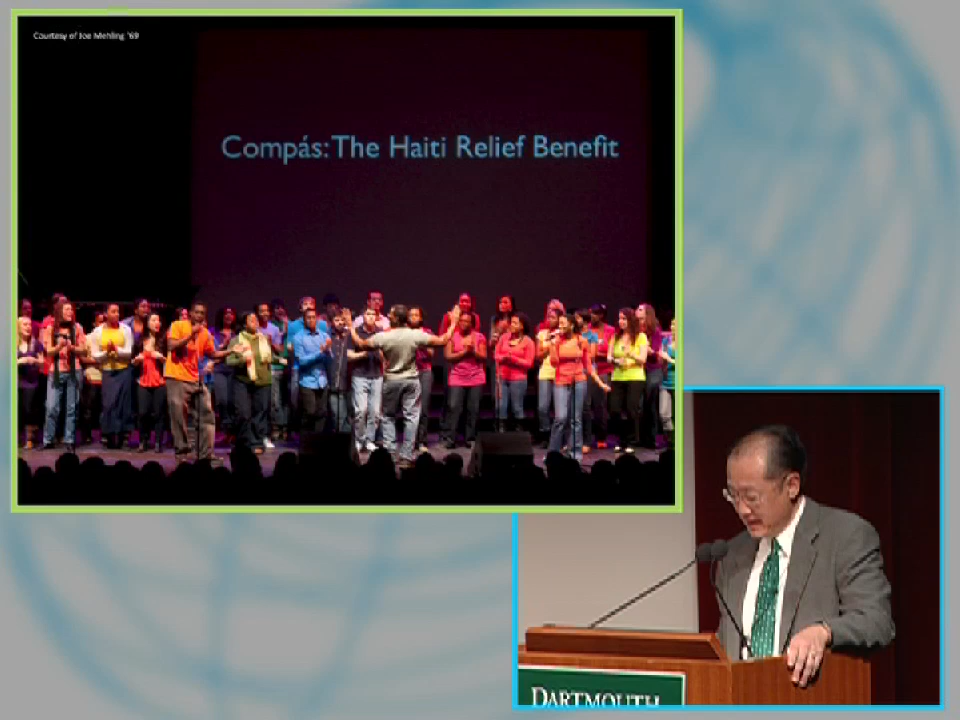 Courtesy of Joe Mehling '69
Compás: The Haiti Relief Benefit
DARTMOUTH